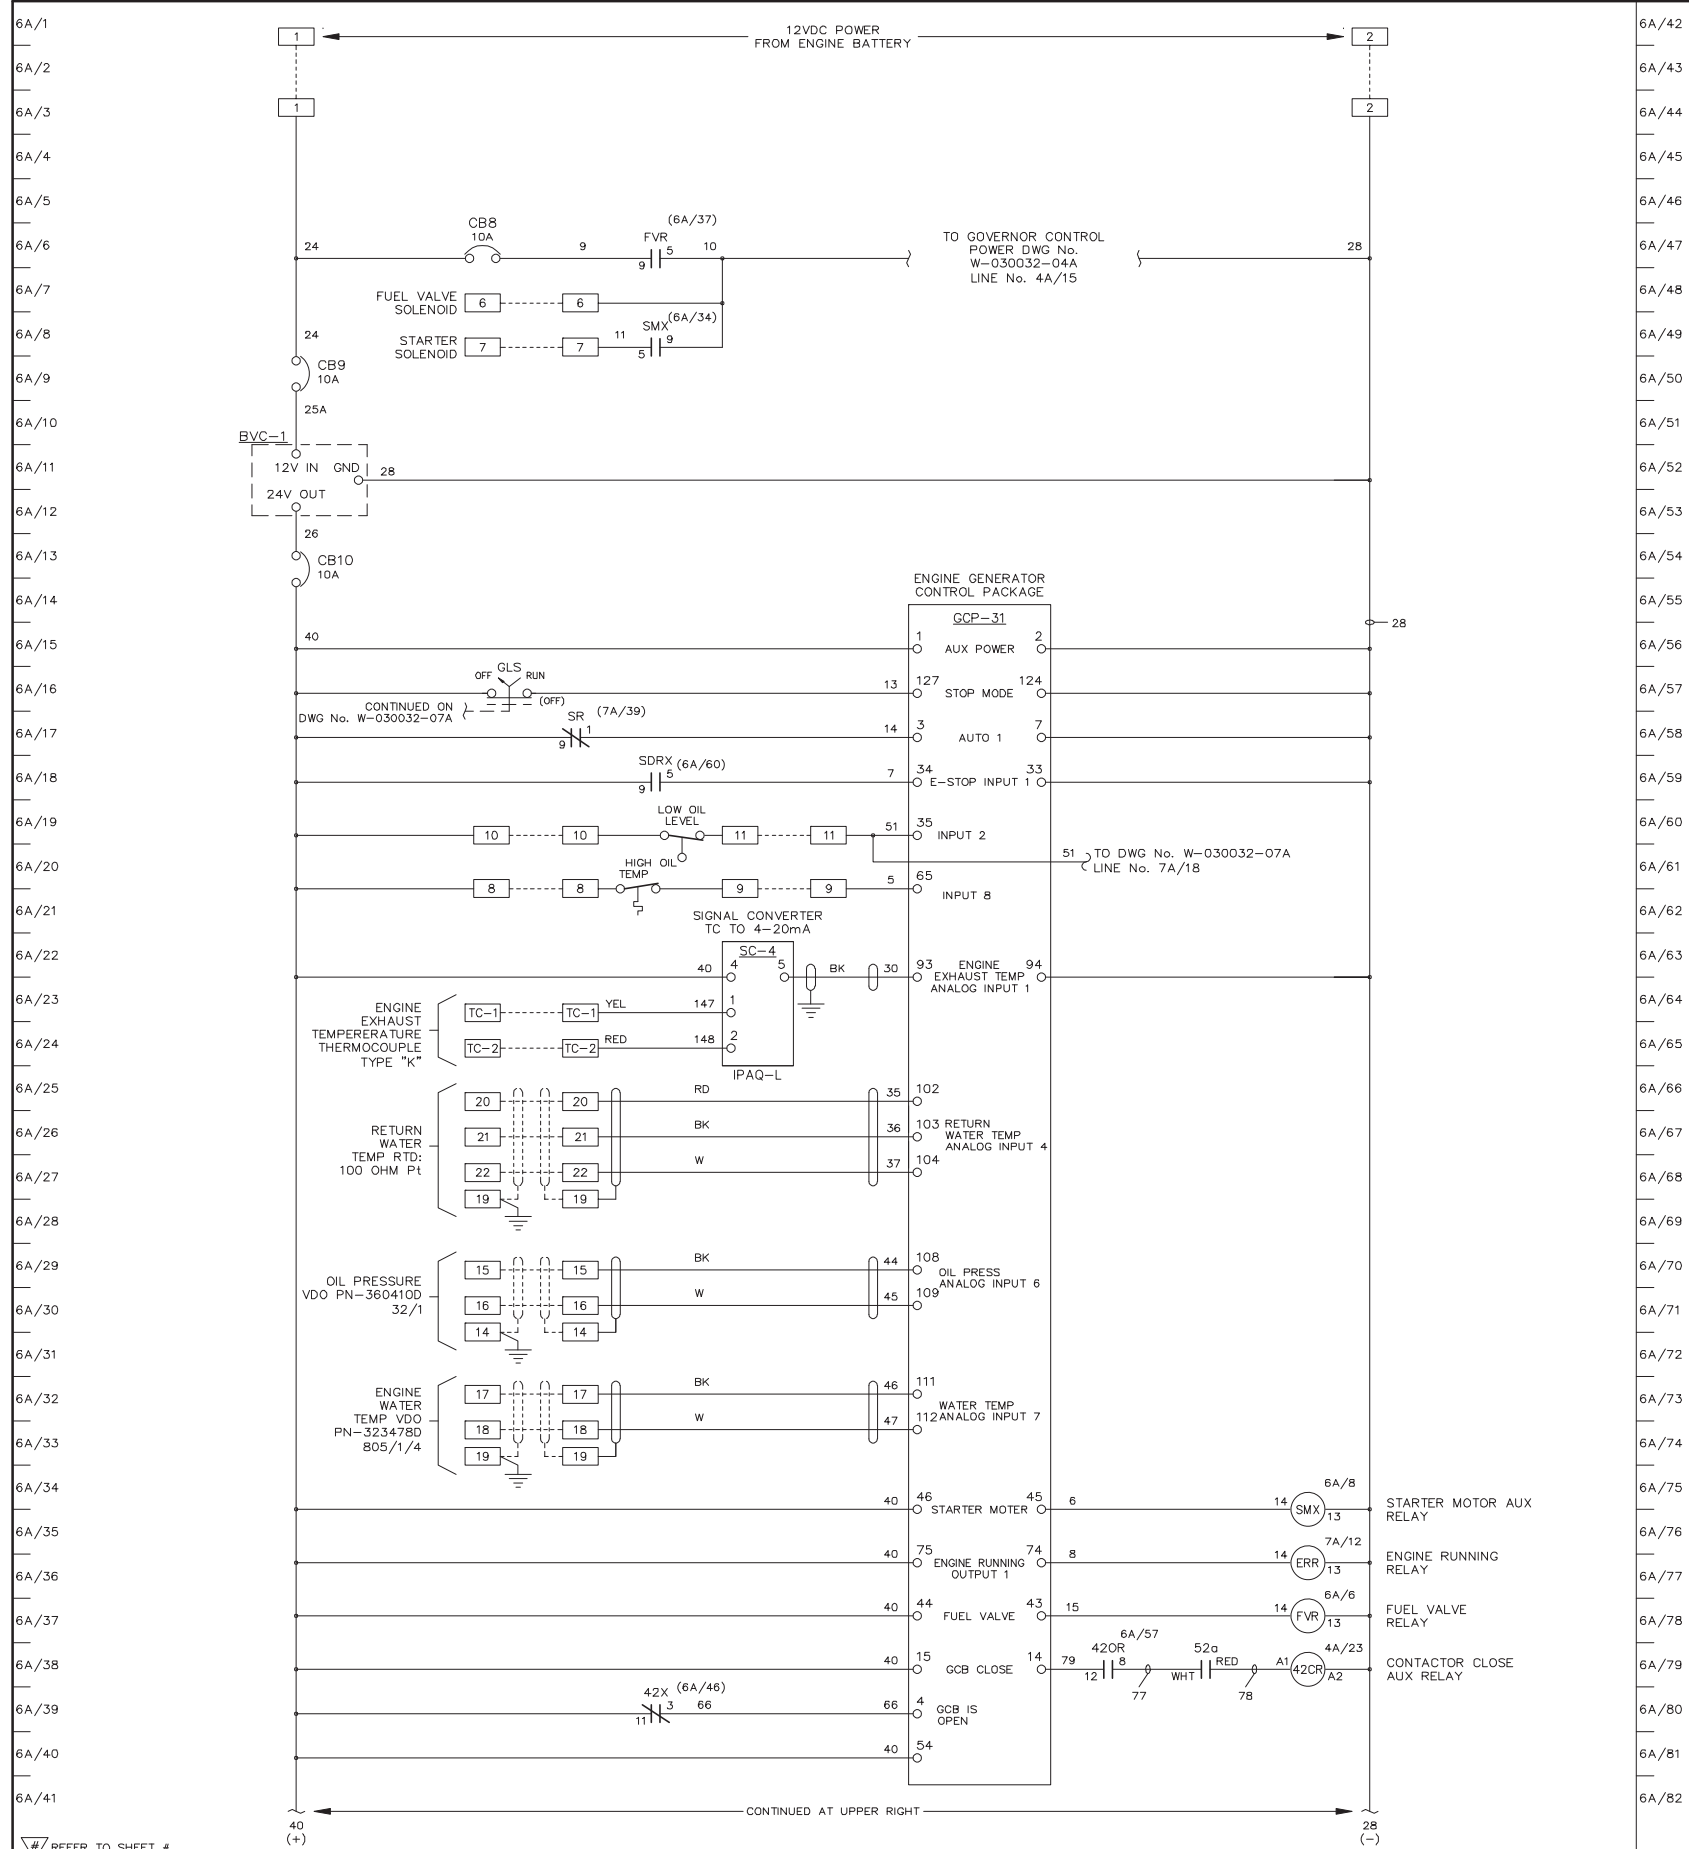 6A/1
6A/42
1
12VDC POWER
FROM ENGINE BATTERY
2
6A/2
6A/43
1
2
6A/3
6A/44
6A/4
6A/45
6A/5
6A/46
(6A/37)
CB8
10A
24
9
FVR
5
9
10
TO GOVERNOR CONTROL
POWER DWG No.
W-030032-04A
LINE No. 4A/15
28
6A/6
6A/47
6A/7
6A/48
FUEL VALVE
SOLENOID
6
6
SMX
(6A/34)
6A/8
6A/49
24
STARTER
SOLENOID
7
7
11
5
9
CB9
10A
6A/9
6A/50
25A
6A/10
6A/51
BVC-1
6A/11
12V IN GND
28
6A/52
24V OUT
6A/12
6A/53
26
6A/13
6A/54
CB10
10A
ENGINE GENERATOR
CONTROL PACKAGE
6A/14
6A/55
GCP-31
28
6A/15
40
1
AUX POWER
2
6A/56
GLS
OFF
RUN
(OFF)
6A/16
13
127
STOP MODE
124
6A/57
CONTINUED ON
DWG No. W-030032-07A
SR
(7A/39)
1
9
6A/17
14
3
AUTO 1
7
6A/58
SDRX
(6A/60)
5
9
6A/18
7
34
E-STOP INPUT 1
33
6A/59
LOW OIL
LEVEL
6A/19
10
10
11
11
51
35
INPUT 2
6A/60
51
TO DWG No. W-030032-07A
LINE No. 7A/18
6A/20
6A/61
HIGH OIL
TEMP
8
8
9
9
5
65
INPUT 8
6A/21
6A/62
SIGNAL CONVERTER
TC TO 4-20mA
6A/22
SC-4
6A/63
40
4
5
BK
30
93
ENGINE
EXHAUST TEMP
ANALOG INPUT 1
94
6A/23
6A/64
ENGINE
EXHAUST
TEMPERERATURE
THERMOCOUPLE
TYPE "K"
TC-1
TC-1
YEL
147
1
6A/24
6A/65
TC-2
TC-2
RED
148
2
IPAQ-L
6A/25
6A/66
20
20
RD
35
102
6A/26
6A/67
RETURN
WATER
TEMP RTD:
100 OHM Pt
21
21
BK
36
103
RETURN
WATER TEMP
ANALOG INPUT 4
22
22
W
37
104
6A/27
6A/68
19
19
6A/28
6A/69
6A/29
6A/70
15
15
BK
44
108
OIL PRESS
ANALOG INPUT 6
OIL PRESSURE
VDO PN-360410D
32/1
16
16
W
45
109
6A/30
6A/71
14
14
6A/31
6A/72
6A/32
6A/73
ENGINE
WATER
TEMP VDO
PN-323478D
805/1/4
17
17
BK
46
111
WATER TEMP
ANALOG INPUT 7
18
18
W
47
112
6A/33
6A/74
19
19
6A/34
6A/75
40
46
STARTER MOTER
45
6
14
SMX
6A/8
13
STARTER MOTOR AUX
RELAY
6A/35
6A/76
40
75
ENGINE RUNNING
OUTPUT 1
74
8
14
ERR
7A/12
13
ENGINE RUNNING
RELAY
6A/36
6A/77
40
44
FUEL VALVE
43
15
14
FVR
6A/6
13
FUEL VALVE
RELAY
6A/37
6A/78
6A/57
42OR
52a
4A/23
6A/38
6A/79
40
15
GCB CLOSE
14
79
12
8
77
WHT
RED
78
A1
42CR
A2
CONTACTOR CLOSE
AUX RELAY
42X
(6A/46)
6A/39
6A/80
11
3
66
66
4
GCB IS
OPEN
6A/40
6A/81
40
54
6A/41
6A/82
CONTINUED AT UPPER RIGHT
40
(+)
28
(-)
# REFER TO SHEET #